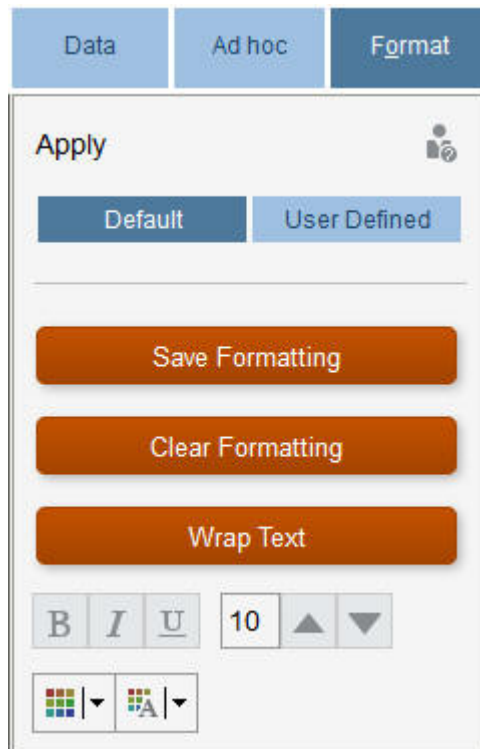 Data Ad hoc Format
Apply
Default User Defined
Save Formatting
Clear Formatting
Wrap Text
B I U 10
A